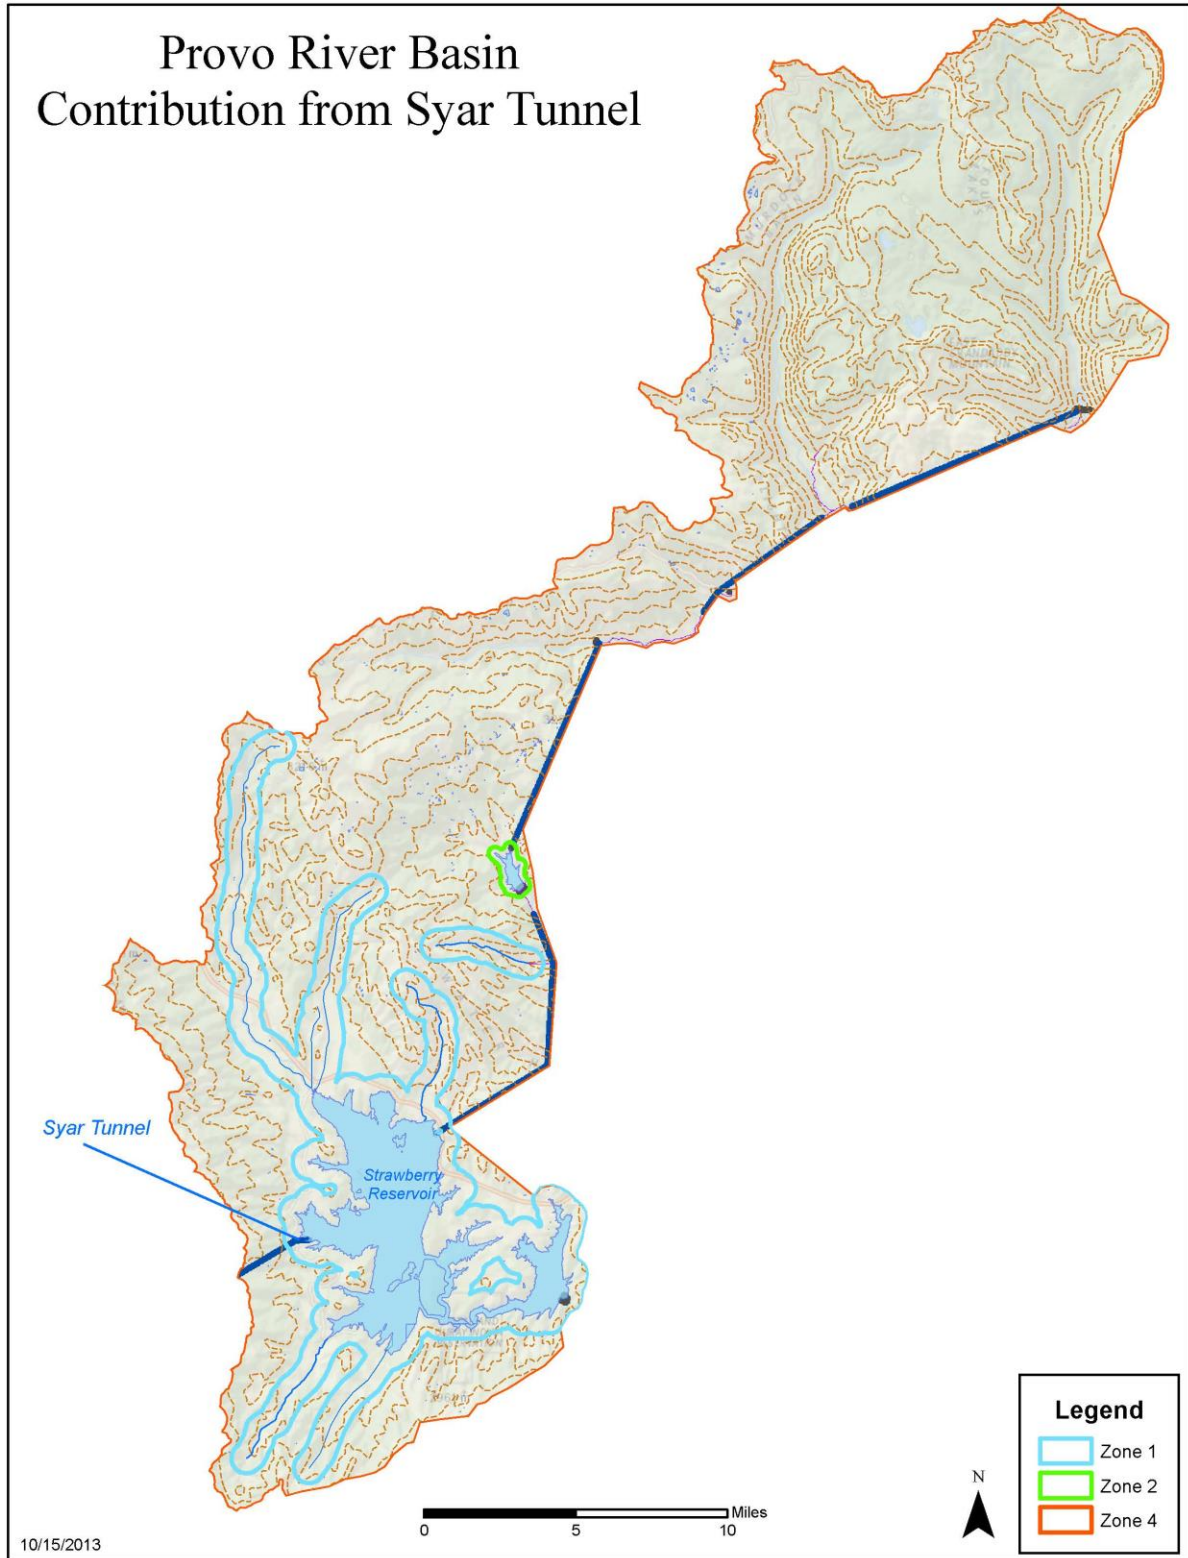 Provo River Basin
Contribution from Syar Tunnel
Syar Tunnel
Strawberry
Reservoir
Legend
Zone 1
Zone 2
Zone 4
N
Miles
0
5
10
10/15/2013